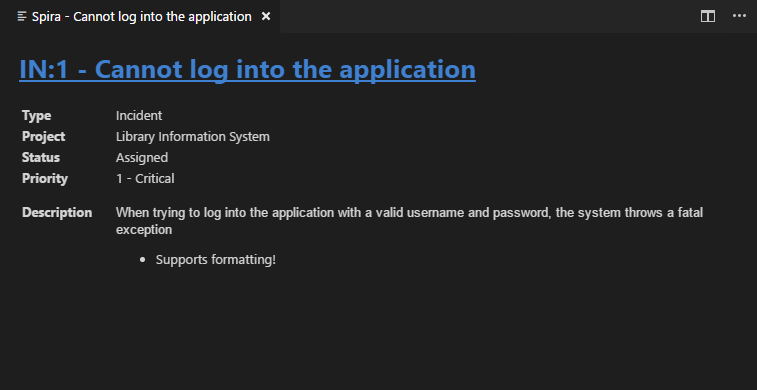 Spira - Cannot log into the application
IN:1 - Cannot log into the application
Type Incident
Project Library Information System
Status Assigned
Priority 1 - Critical
Description When trying to log into the application with a valid username and password, the system throws a fatal
exception
• Supports formatting!